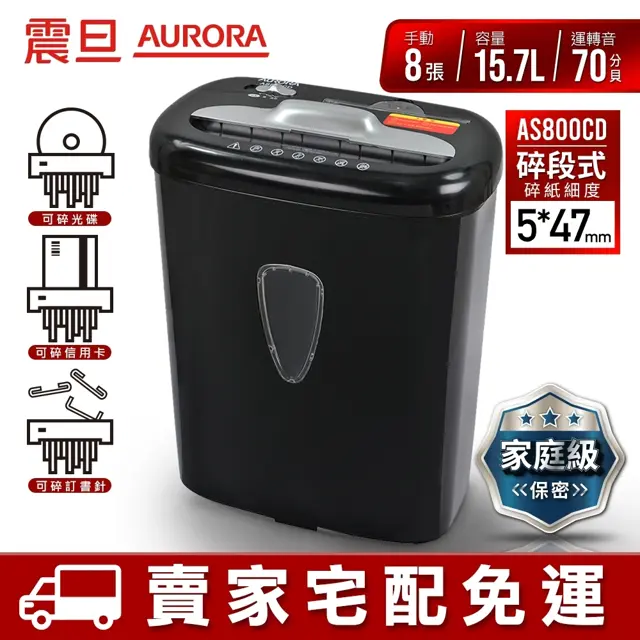 震旦 AURORA
手動
8張
容量
15.7L
運轉音
70分貝
AURORA
AS800CD
碎段式
碎紙細度
5*47mm
可碎光碟
可碎信用卡
可碎訂書針
家庭級
保密
賣家宅配免運